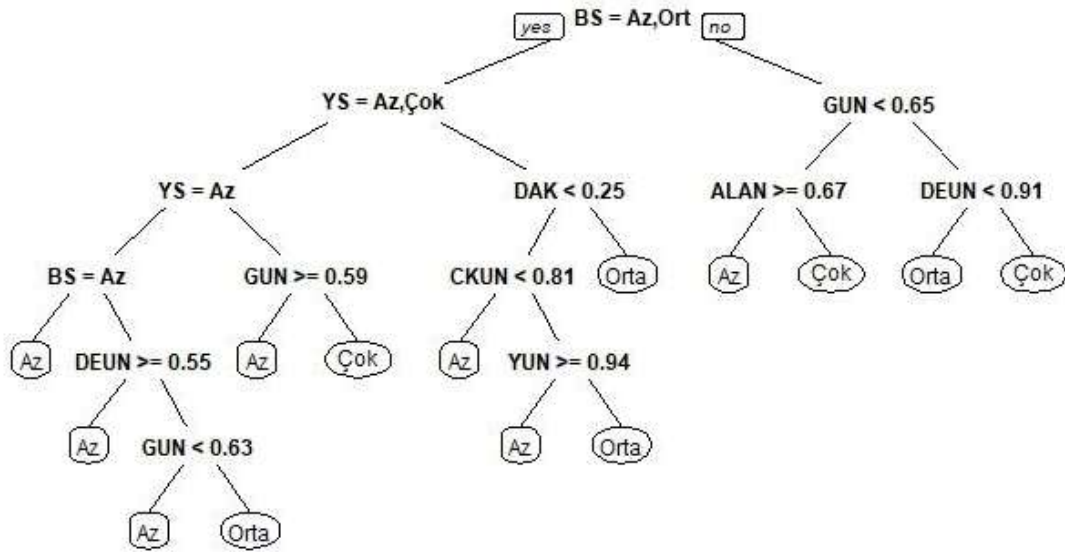 yes BS = Az,Ort no
YS = Az,Çok GUN < 0.65
YS = Az DAK < 0.25 ALAN >= 0.67 DEUN < 0.91
BS = Az GUN >= 0.59 CKUN < 0.81 Orta Az Çok Orta Çok
Az DEUN >= 0.55 Az Çok Az YUN >= 0.94
Az GUN < 0.63 Az Orta
Az Orta